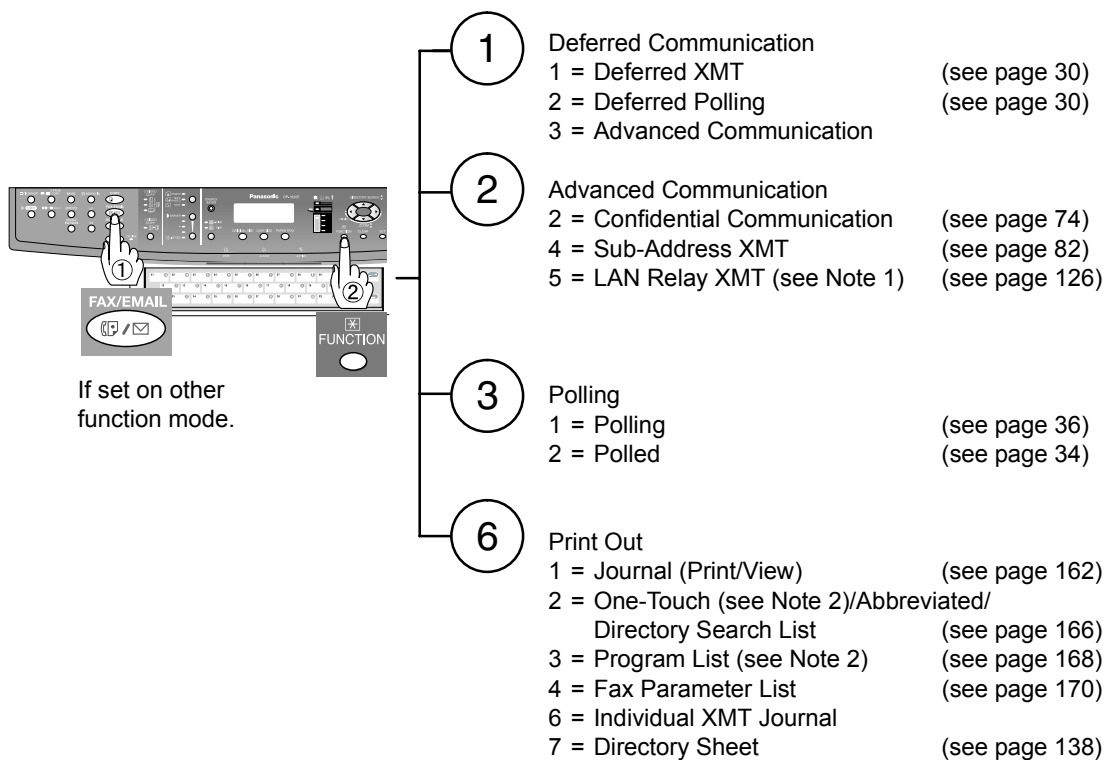 1
Deferred Communication
1 = Deferred XMT (see page 30)
2 = Deferred Polling (see page 30)
3 = Advanced Communication
2
Advanced Communication
2 = Confidential Communication (see page 74)
4 = Sub-Address XMT (see page 82)
5 = LAN Relay XMT (see Note 1) (see page 126)
Panasonic
1
2
FAX/EMAIL
FUNCTION
If set on other
function mode.
3
Polling
1 = Polling (see page 36)
2 = Polled (see page 34)
6
Print Out
1 = Journal (Print/View) (see page 162)
2 = One-Touch (see Note 2)/Abbreviated/
Directory Search List (see page 166)
3 = Program List (see Note 2) (see page 168)
4 = Fax Parameter List (see page 170)
6 = Individual XMT Journal
7 = Directory Sheet (see page 138)